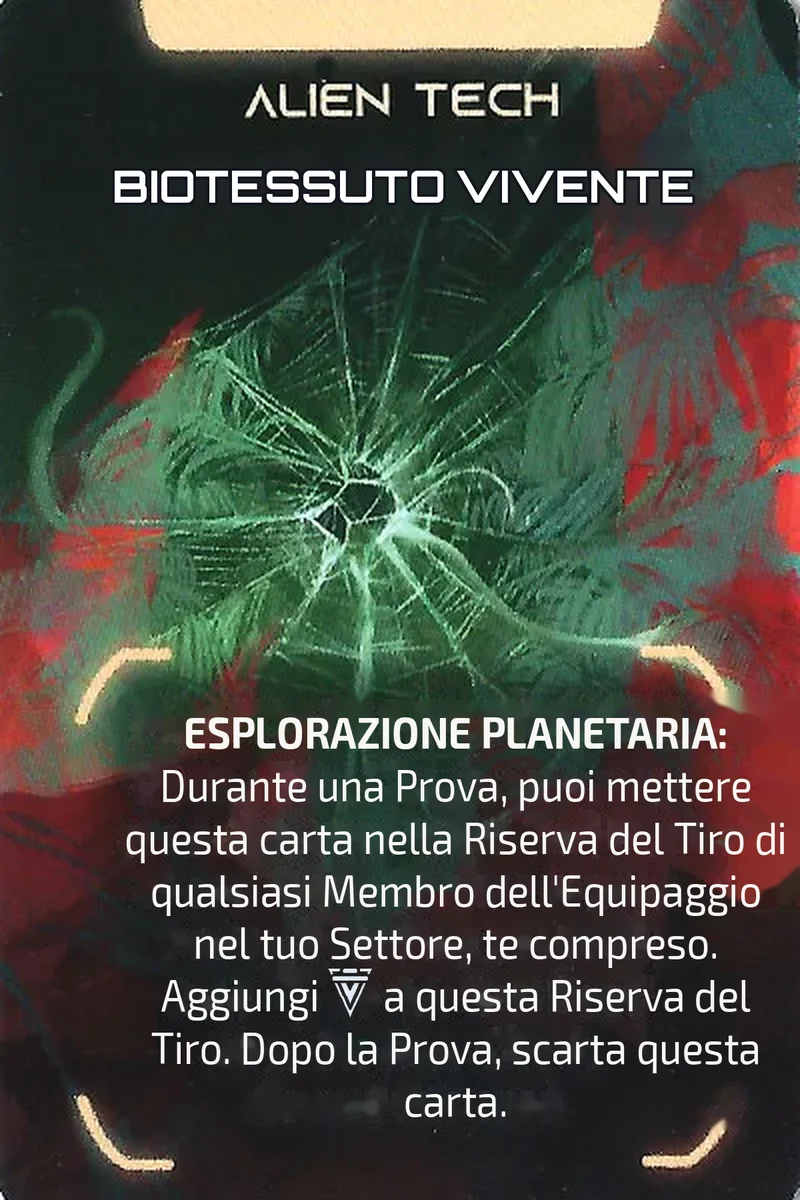 ALIEN TECH
BIOTESSUTO VIVENTE
ESPLORAZIONE PLANETARIA:
Durante una Prova, puoi mettere
questa carta nella Riserva del Tiro di
qualsiasi Membro dell'Equipaggio
nel tuo Settore, te compreso.
Aggiungi a questa Riserva del
Tiro. Dopo la Prova, scarta questa
carta.